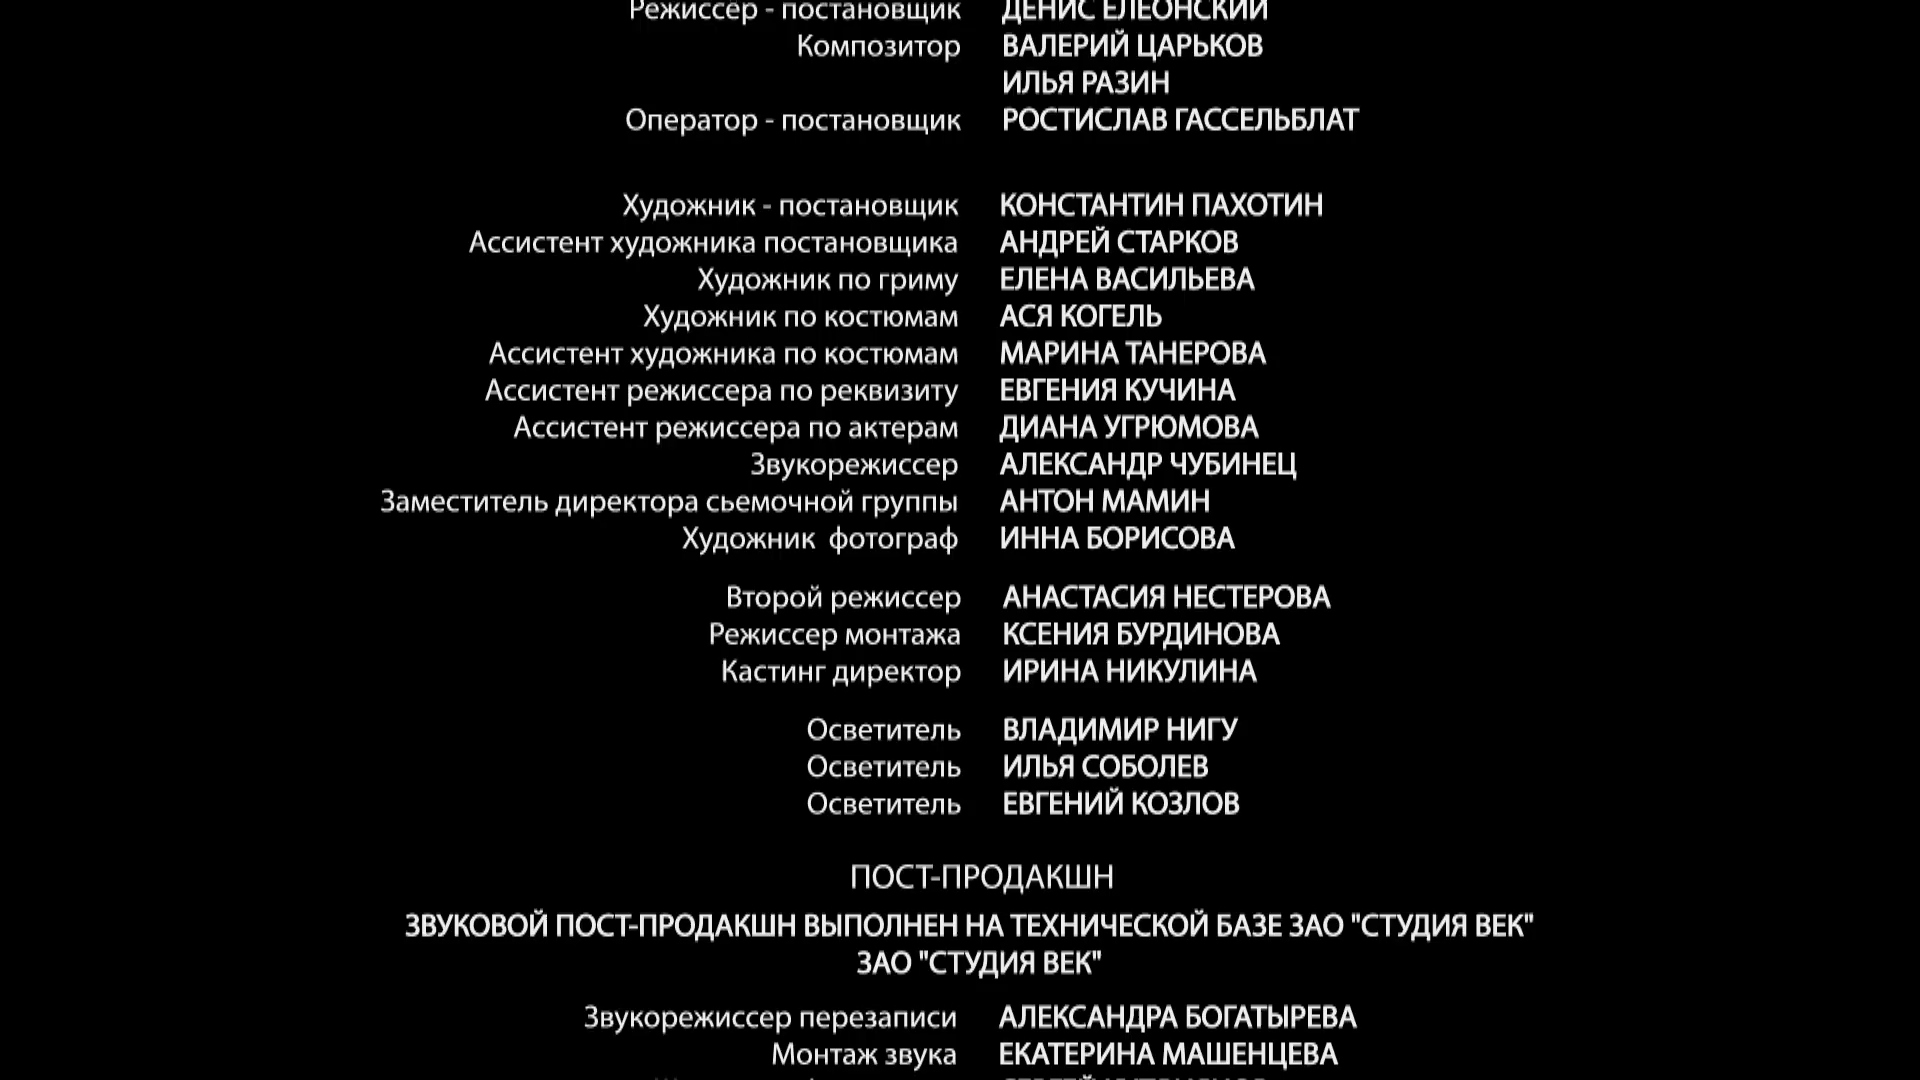 Режиссёр - постановщик ДЕНИС ЕЛЕОНСКИЙ
Композитор ВАЛЕРИЙ ЦАРЬКОВ
ИЛЬЯ РАЗИН
Оператор - постановщик РОСТИСЛАВ ГАССЕЛЬБЛАТ
Художник - постановщик КОНСТАНТИН ПАХОТИН
Ассистент художника постановщика АНДРЕЙ СТАРКОВ
Художник по гриму ЕЛЕНА ВАСИЛЬЕВА
Художник по костюмам АСЯ КОГЕЛЬ
Ассистент художника по костюмам МАРИНА ТАНЕРОВА
Ассистент режиссера по реквизиту ЕВГЕНИЯ КУЧИНА
Ассистент режиссера по актерам ДИАНА УГРЮМОВА
Звукорежиссер АЛЕКСАНДР ЧУБИНЕЦ
Заместитель директора сьемочной группы АНТОН МАМИН
Художник фотограф ИННА БОРИСОВА
Второй режиссер АНАСТАСИЯ НЕСТЕРОВА
Режиссер монтажа КСЕНИЯ БУРДИНОВА
Кастинг директор ИРИНА НИКУЛИНА
Осветитель ВЛАДИМИР НИГУ
Осветитель ИЛЬЯ СОБОЛЕВ
Осветитель ЕВГЕНИЙ КОЗЛОВ
ПОСТ-ПРОДАКШН
ЗВУКОВОЙ ПОСТ-ПРОДАКШН ВЫПОЛНЕН НА ТЕХНИЧЕСКОЙ БАЗЕ ЗАО "СТУДИЯ ВЕК"
ЗАО "СТУДИЯ ВЕК"
Звукорежиссер перезаписи АЛЕКСАНДРА БОГАТЫРЕВА
Монтаж звука ЕКАТЕРИНА МАШЕНЦЕВА